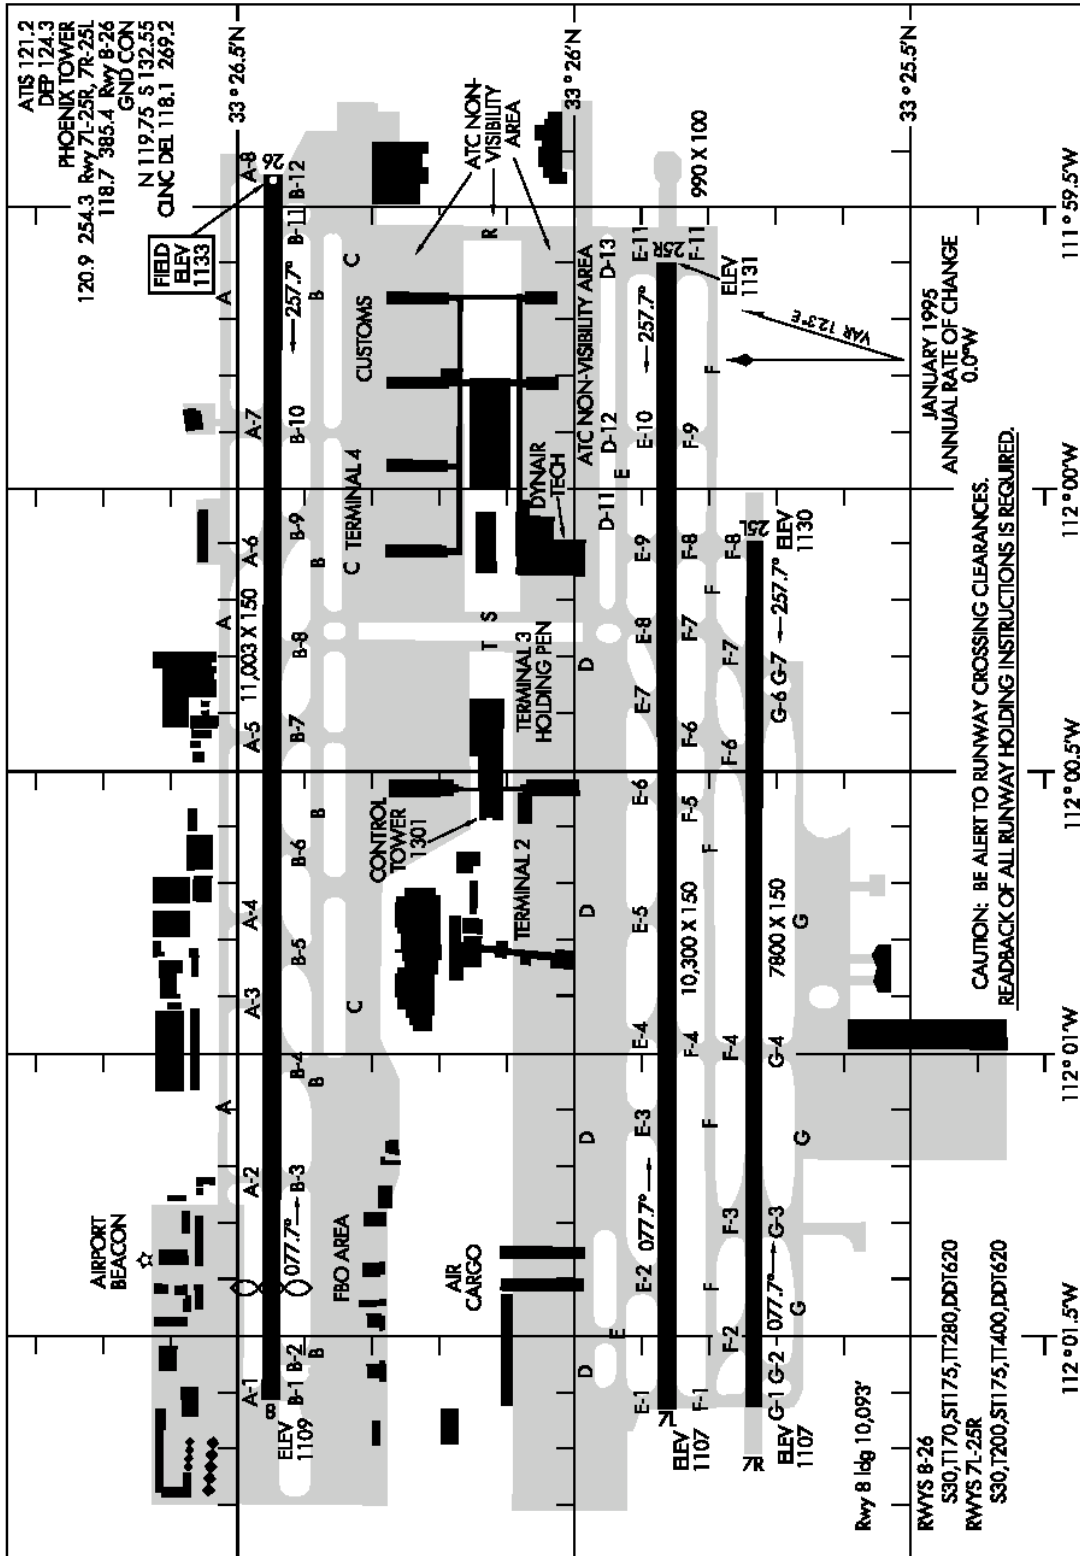 ATIS 121.2
DEP 124.3
PHOENIX TOWER
120.9 254.3 Rwy 7L-25R, 7R-25L
118.7 385.4 Rwy 8-26
GND CON
N 119.75 S 132.55
CLNC DEL 118.1 269.2
AIRPORT
BEACON
FIELD
ELEV
1133
33°26.5'N
A-1
A-2
A
A-3
A-4
A-5
11,003 X 150
A
A-6
A-7
A
A-8
8
26
ELEV
1109
077.7°
257.7°
B-1
B-2
B-3
B-4
B-5
B-6
B-7
B-8
B-9
B-10
B-11
B-12
B
B
B
B
B
FBO AREA
C
C
TERMINAL 4
CUSTOMS
C
CONTROL
TOWER
1301
AIR
CARGO
TERMINAL 2
TERMINAL 3
HOLDING PEN
T
S
R
DYNAIR
TECH
ATC NON-
VISIBILITY
AREA
ATC NON-VISIBILITY AREA
33°26'N
D
D
D
D
D-11
D-12
D-13
E
E
E-1
E-2
077.7°
E-3
E-4
E-5
E-6
E-7
E-8
E-9
E-10
257.7°
E-11
7L
25R
990 X 100
ELEV
1107
ELEV
1131
10,300 X 150
F-1
F-4
F-5
F-6
F-7
F-8
F-9
F-11
F
F
F
F
F
F-2
F-3
F-4
F-6
F-7
F-8
7R
25L
ELEV
1107
ELEV
1130
G-1
G-2
077.7°
G-3
G-4
7800 X 150
G-6
G-7
257.7°
G
G
G
VAR 12.3°E
JANUARY 1995
ANNUAL RATE OF CHANGE
0.0°W
33°25.5'N
Rwy 8 ldg 10,093'
RWYS 8-26
S30,T170,ST175,TT280,DDT620
RWYS 7L-25R
S30,T200,ST175,TT400,DDT620
CAUTION: BE ALERT TO RUNWAY CROSSING CLEARANCES.
READBACK OF ALL RUNWAY HOLDING INSTRUCTIONS IS REQUIRED.
112°01.5'W
112°01'W
112°00.5'W
112°00'W
111°59.5'W